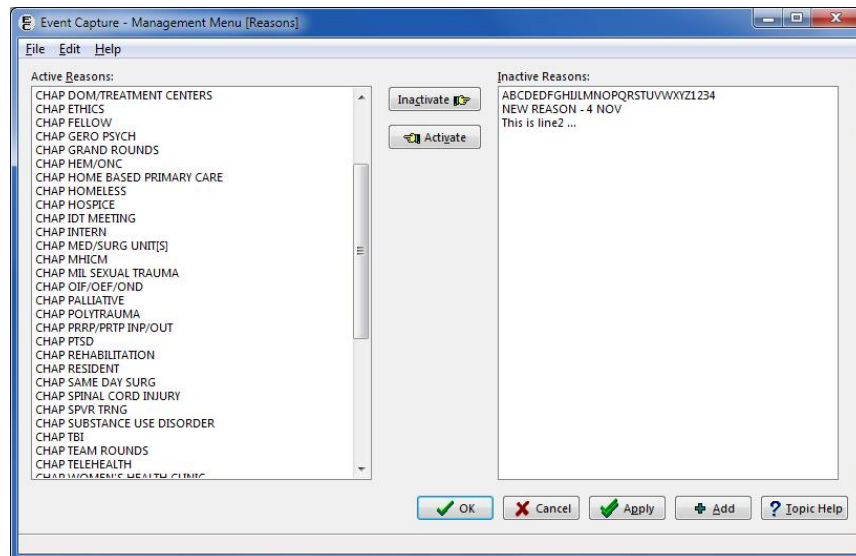 Event Capture - Management Menu [Reasons]
File Edit Help
Active Reasons:
CHAP DOM/TREATMENT CENTERS
CHAP ETHICS
CHAP FELLOW
CHAP GERO PSYCH
CHAP GRAND ROUNDS
CHAP HEM/ONC
CHAP HOME BASED PRIMARY CARE
CHAP HOMELESS
CHAP HOSPICE
CHAP IDT MEETING
CHAP INTERN
CHAP MED/SURG UNIT[S]
CHAP MHICM
CHAP MIL SEXUAL TRAUMA
CHAP OIF/OEF/OND
CHAP PALLIATIVE
CHAP POLYTRAUMA
CHAP PRRP/PRTP INP/OUT
CHAP PTSD
CHAP REHABILITATION
CHAP RESIDENT
CHAP SAME DAY SURG
CHAP SPINAL CORD INJURY
CHAP SPVR TRNG
CHAP SUBSTANCE USE DISORDER
CHAP TBI
CHAP TEAM ROUNDS
CHAP TELEHEALTH
CHAP WOMEN'S HEALTH CLINIC
Inactivate
Activate
Inactive Reasons:
ABCDEDFGHIJLMNOPQRSTUVWXYZ1234
NEW REASON - 4 NOV
This is line2 ...
OK Cancel Apply Add Topic Help